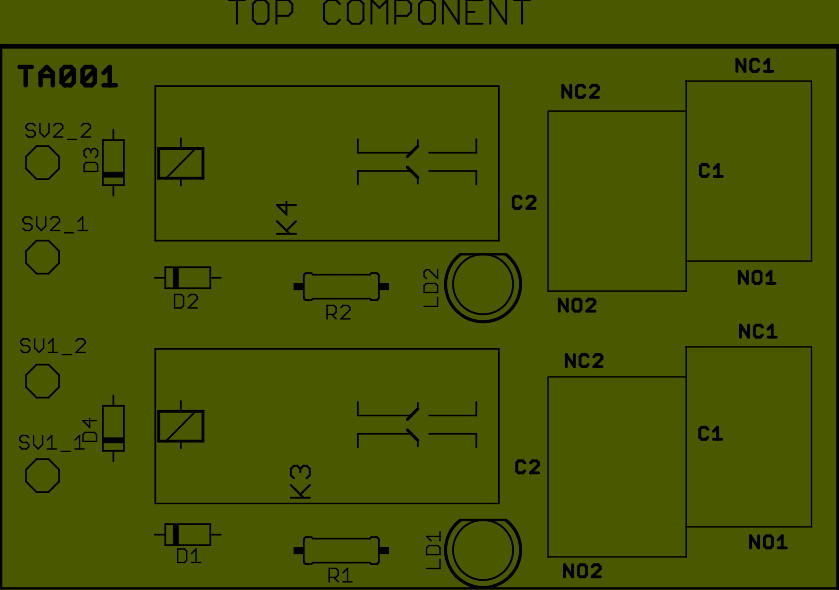 TOP COMPONENT
TA001
NC1
NC2
SV2_2
D3
C1
C2
K4
SV2_1
NO1
D2
R2
LD2
NO2
NC1
SV1_2
NC2
D4
C1
SV1_1
C2
K3
NO1
D1
R1
LD1
NO2